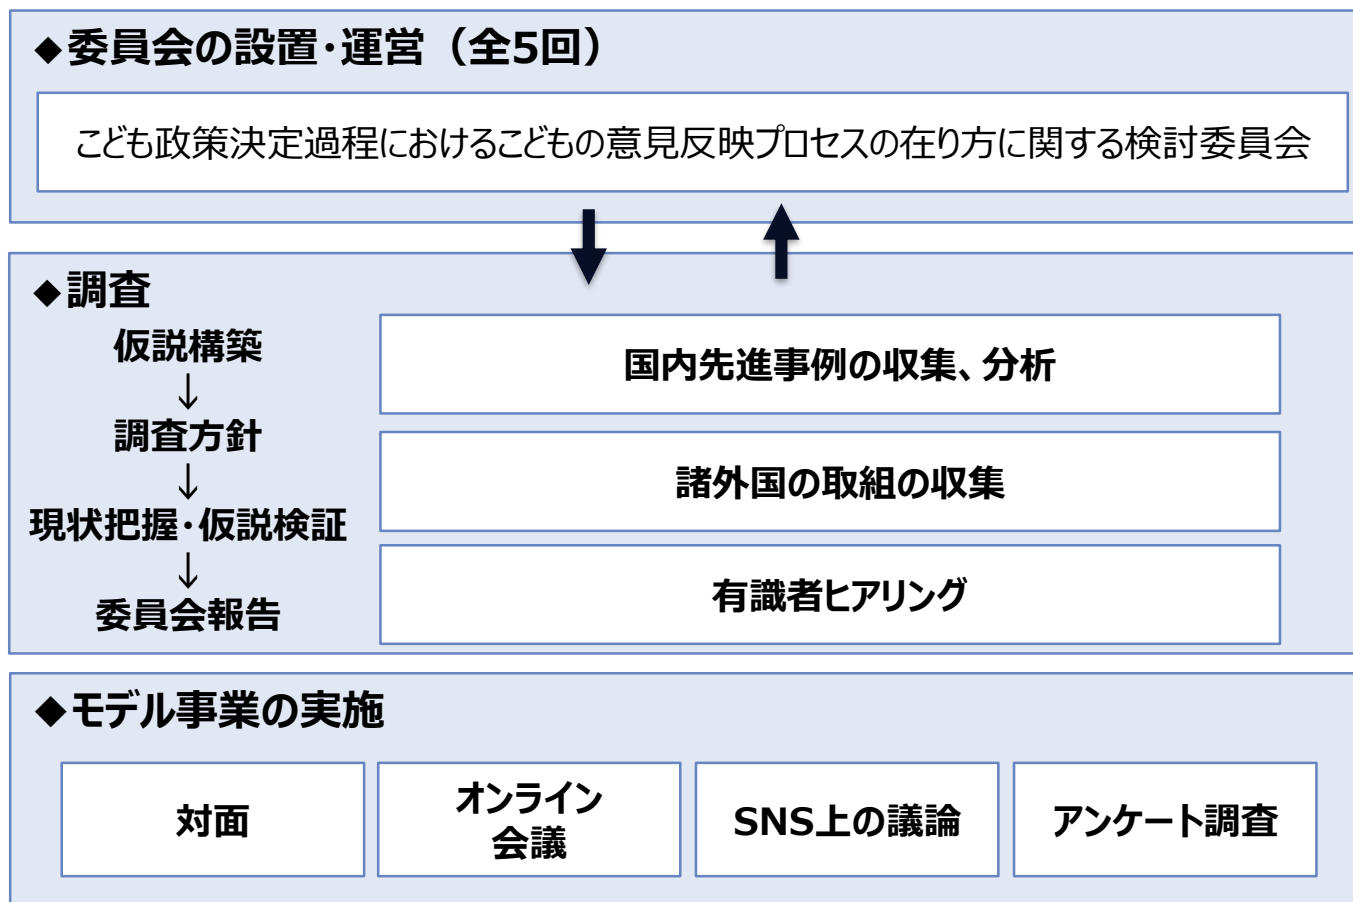 ◆委員会の設置・運営（全5回）
こども政策決定過程におけるこどもの意見反映プロセスの在り方に関する検討委員会
◆調査
仮説構築
↓
調査方針
↓
現状把握・仮説検証
↓
委員会報告
国内先進事例の収集、分析
諸外国の取組の収集
有識者ヒアリング
◆モデル事業の実施
対面
オンライン
会議
SNS上の議論
アンケート調査